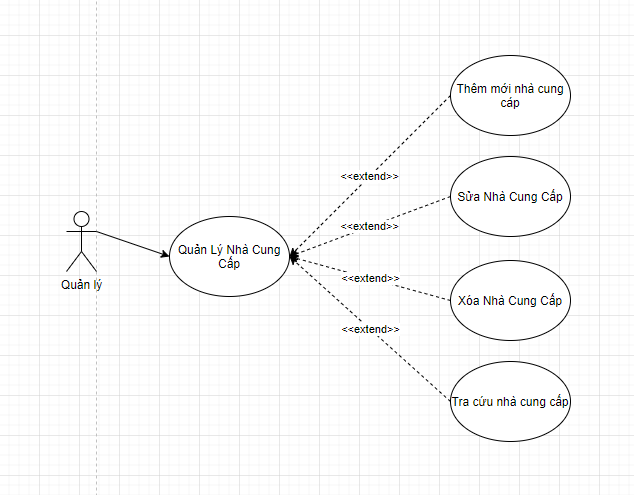 Thêm mới nhà cung
cáp
<<extend>>
Sửa Nhà Cung Cấp
<<extend>>
Quản Lý Nhà Cung
Cấp
Quản lý
<<extend>>
Xóa Nhà Cung Cấp
<<extend>>
Tra cứu nhà cung cấp